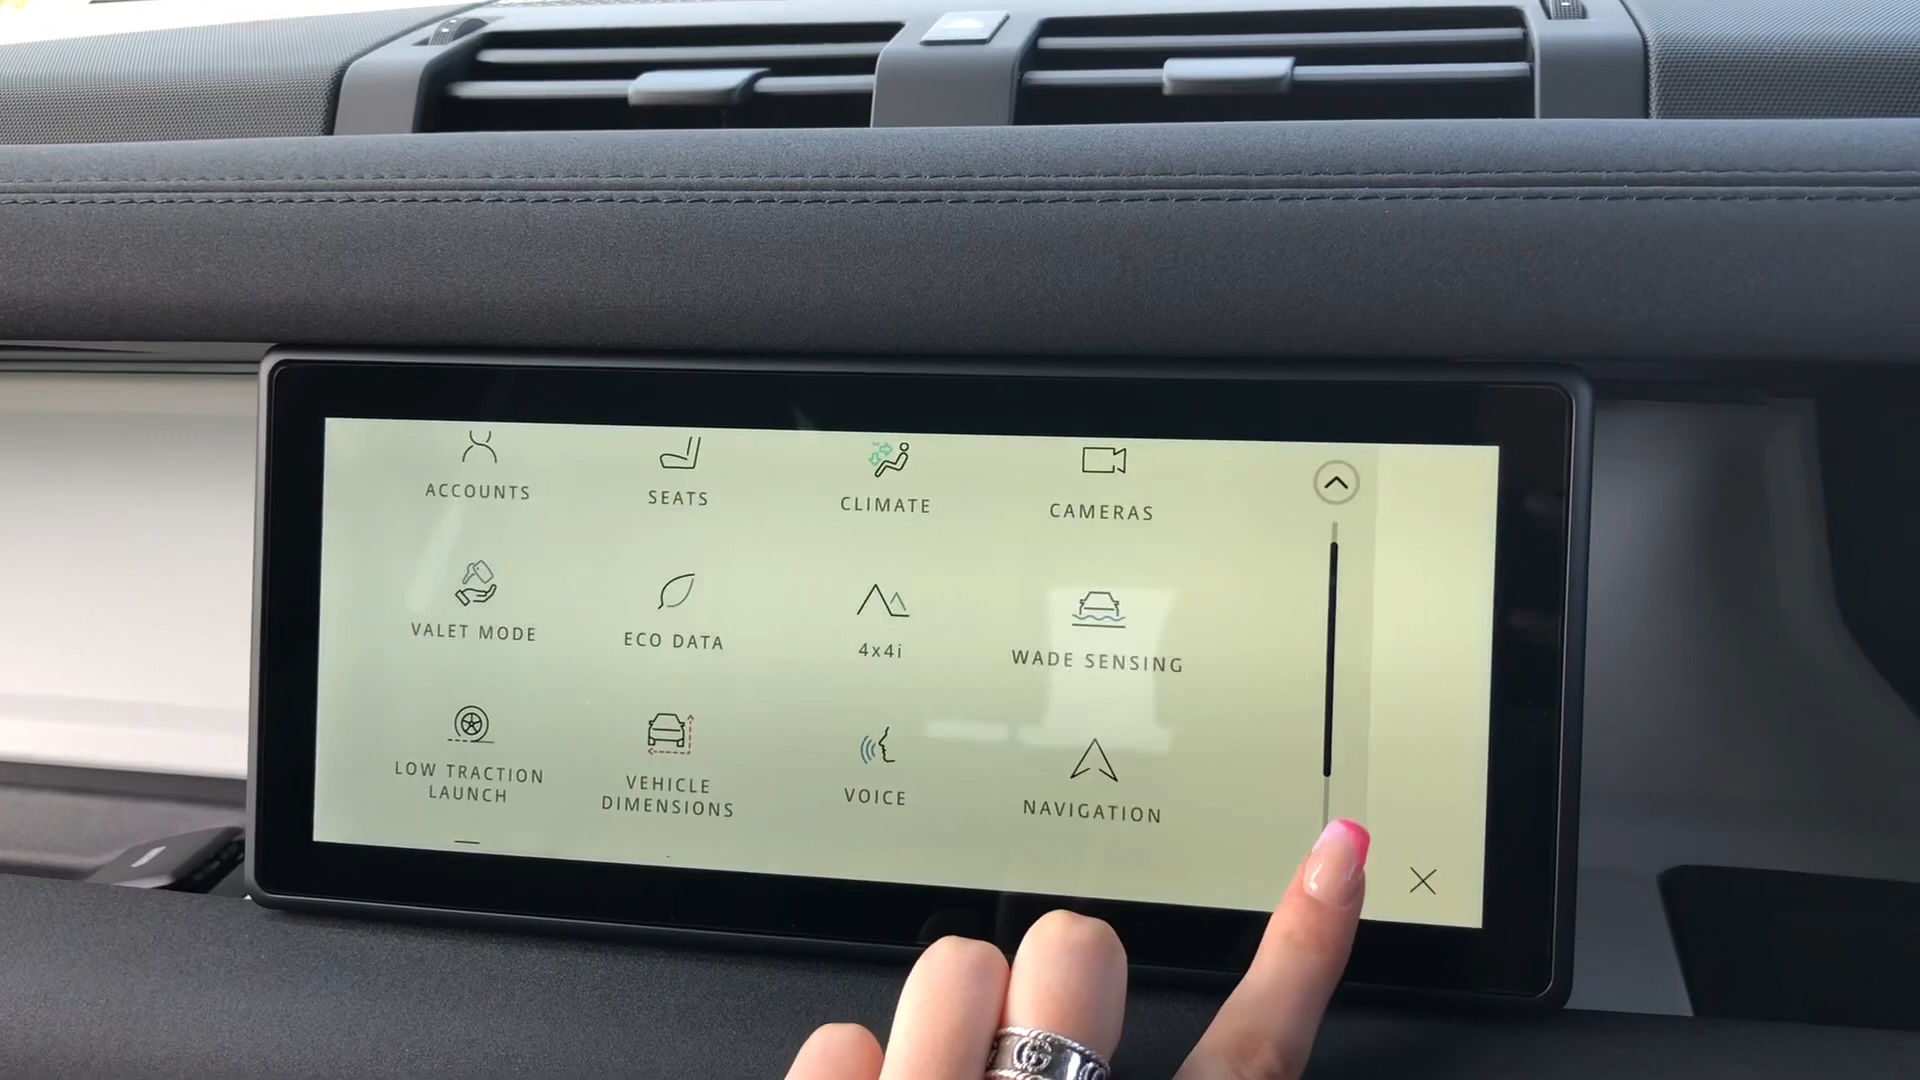 ACCOUNTS
SEATS
CLIMATE
CAMERAS
VALET MODE
ECO DATA
4x4i
WADE SENSING
LOW TRACTION
LAUNCH
VEHICLE
DIMENSIONS
VOICE
NAVIGATION